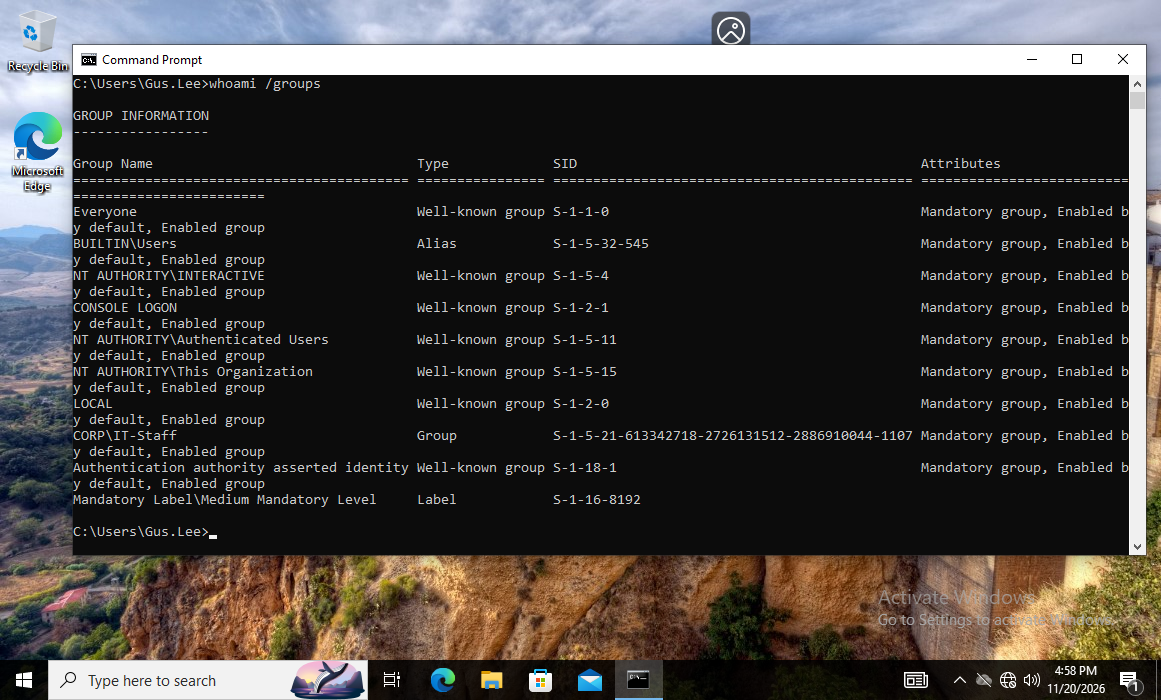 Recycle Bin
Microsoft
Edge
Command Prompt
C:\Users\Gus.Lee>whoami /groups
GROUP INFORMATION
-----------------
Group Name                                 Type             SID                                           Attributes
========================================== ================ ============================================= ==========================
========================
Everyone                                   Well-known group S-1-1-0                                       Mandatory group, Enabled b
y default, Enabled group
BUILTIN\Users                              Alias            S-1-5-32-545                                  Mandatory group, Enabled b
y default, Enabled group
NT AUTHORITY\INTERACTIVE                   Well-known group S-1-5-4                                       Mandatory group, Enabled b
y default, Enabled group
CONSOLE LOGON                              Well-known group S-1-2-1                                       Mandatory group, Enabled b
y default, Enabled group
NT AUTHORITY\Authenticated Users           Well-known group S-1-5-11                                      Mandatory group, Enabled b
y default, Enabled group
NT AUTHORITY\This Organization             Well-known group S-1-5-15                                      Mandatory group, Enabled b
y default, Enabled group
LOCAL                                      Well-known group S-1-2-0                                       Mandatory group, Enabled b
y default, Enabled group
CORP\IT-Staff                              Group            S-1-5-21-613342718-2726131512-2886910044-1107 Mandatory group, Enabled b
y default, Enabled group
Authentication authority asserted identity Well-known group S-1-18-1                                      Mandatory group, Enabled b
y default, Enabled group
Mandatory Label\Medium Mandatory Level     Label            S-1-16-8192
C:\Users\Gus.Lee>
Activate Windows
Go to Settings to activate Windows.
Type here to search
4:58 PM
11/20/2026
1